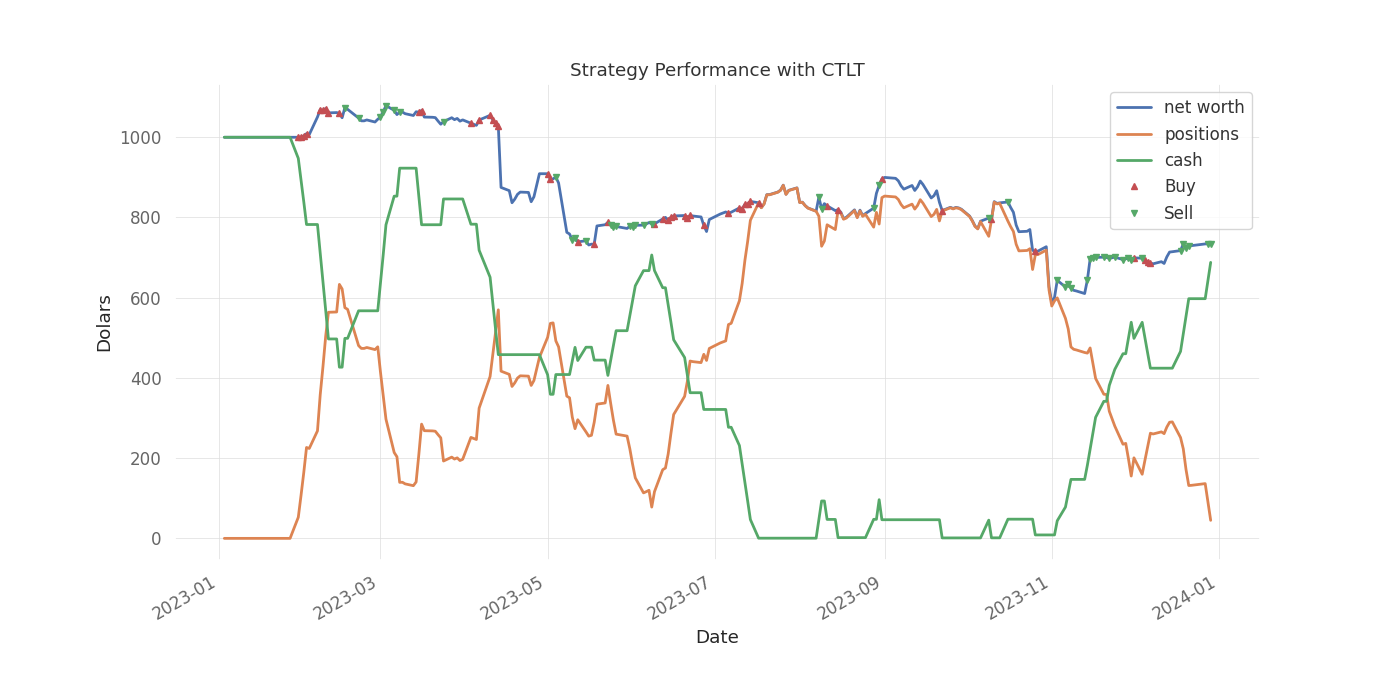 Strategy Performance with CTLT
net worth
positions
cash
Buy
Sell
Dolars
1000
800
600
400
200
0
2023-01
2023-03
2023-05
2023-07
2023-09
2023-11
2024-01
Date